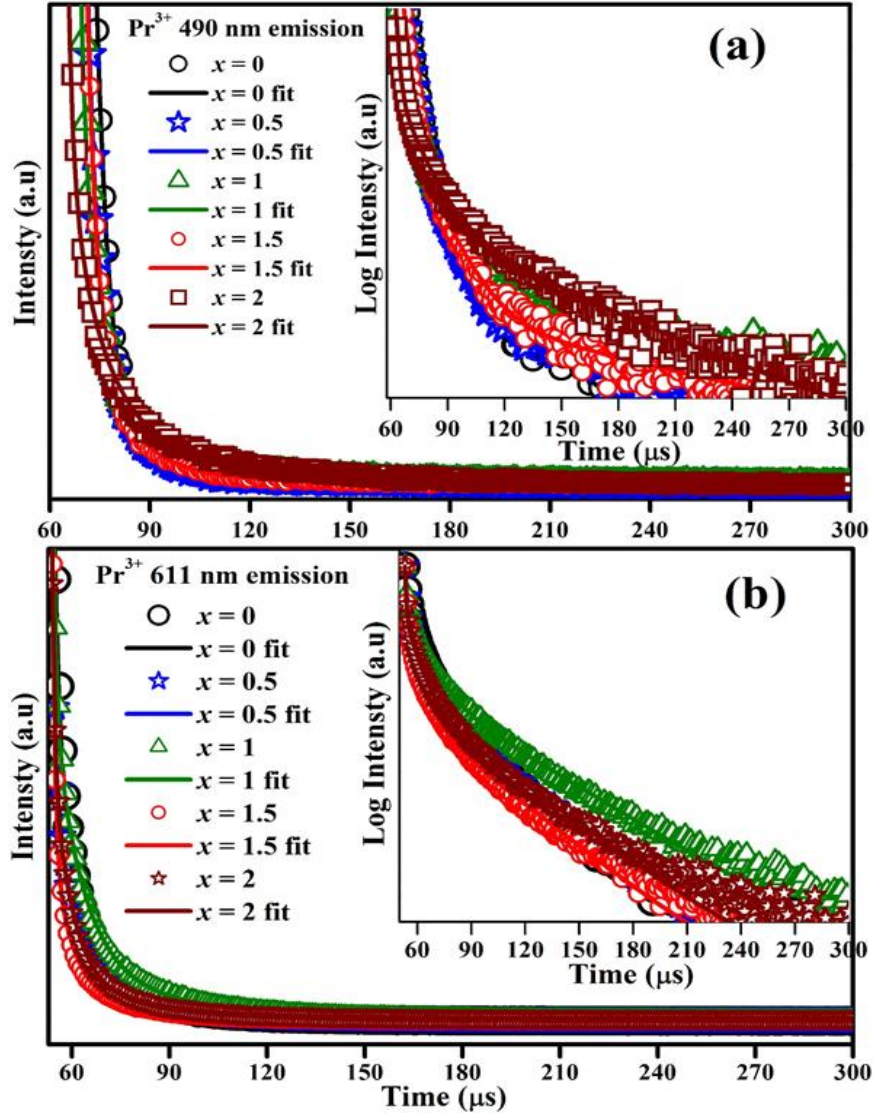 Pr³⁺ 490 nm emission
x = 0
x = 0 fit
x = 0.5
x = 0.5 fit
x = 1
x = 1 fit
x = 1.5
x = 1.5 fit
x = 2
x = 2 fit
(a)
Intensty (a.u)
Log Intensty (a.u)
60 90 120 150 180 210 240 270 300
Time (μs)
60 90 120 150 180 210 240 270 300
Pr³⁺ 611 nm emission
x = 0
x = 0 fit
x = 0.5
x = 0.5 fit
x = 1
x = 1 fit
x = 1.5
x = 1.5 fit
x = 2
x = 2 fit
(b)
Intensty (a.u)
Log Intensty (a.u)
60 90 120 150 180 210 240 270 300
Time (μs)
60 90 120 150 180 210 240 270 300
Time (μs)